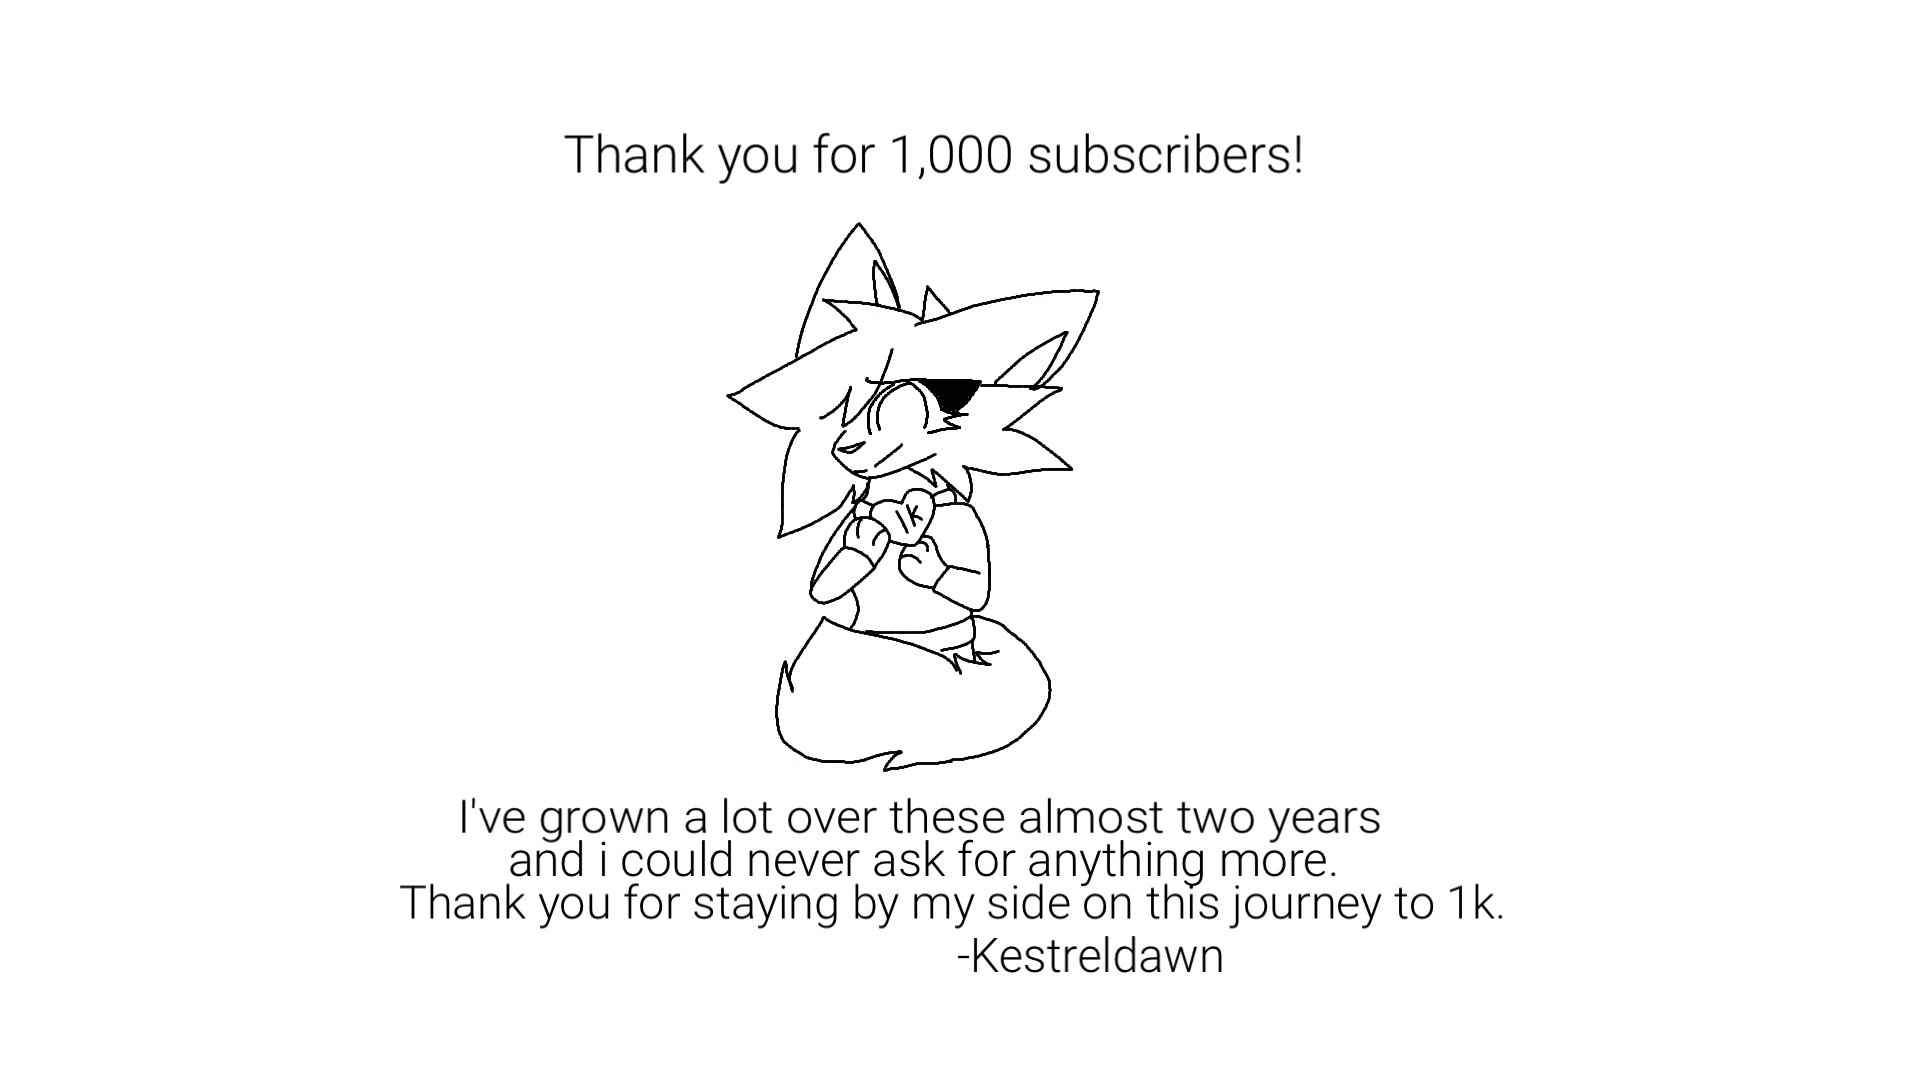 Thank you for 1,000 subscribers!
1k
I've grown a lot over these almost two years
and i could never ask for anything more.
Thank you for staying by my side on this journey to 1k.
-Kestreldawn